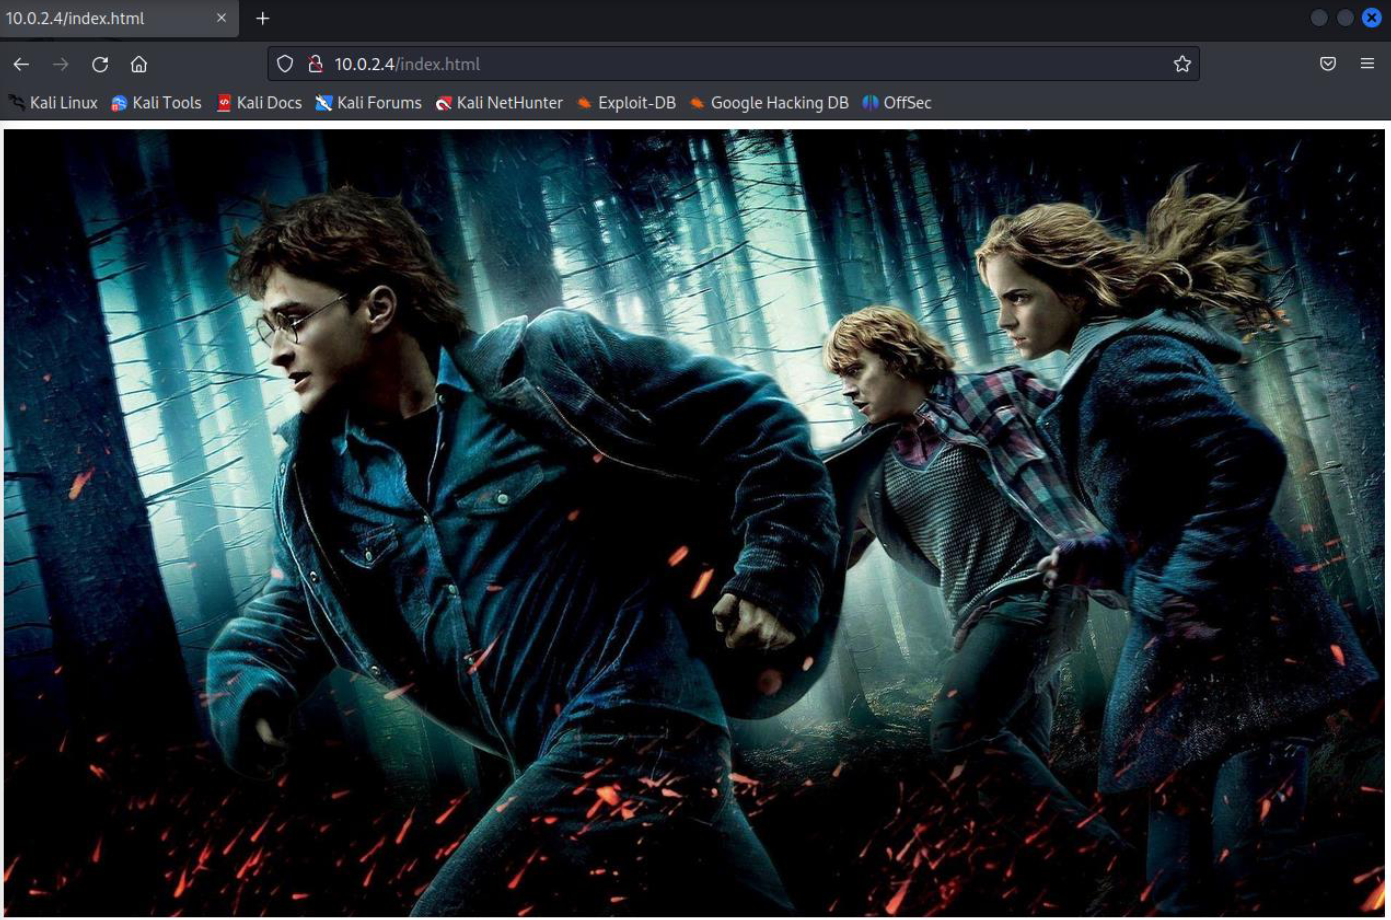 10.0.2.4/index.html
10.0.2.4/index.html
Kali Linux Kali Tools Kali Docs Kali Forums Kali NetHunter Exploit-DB Google Hacking DB OffSec